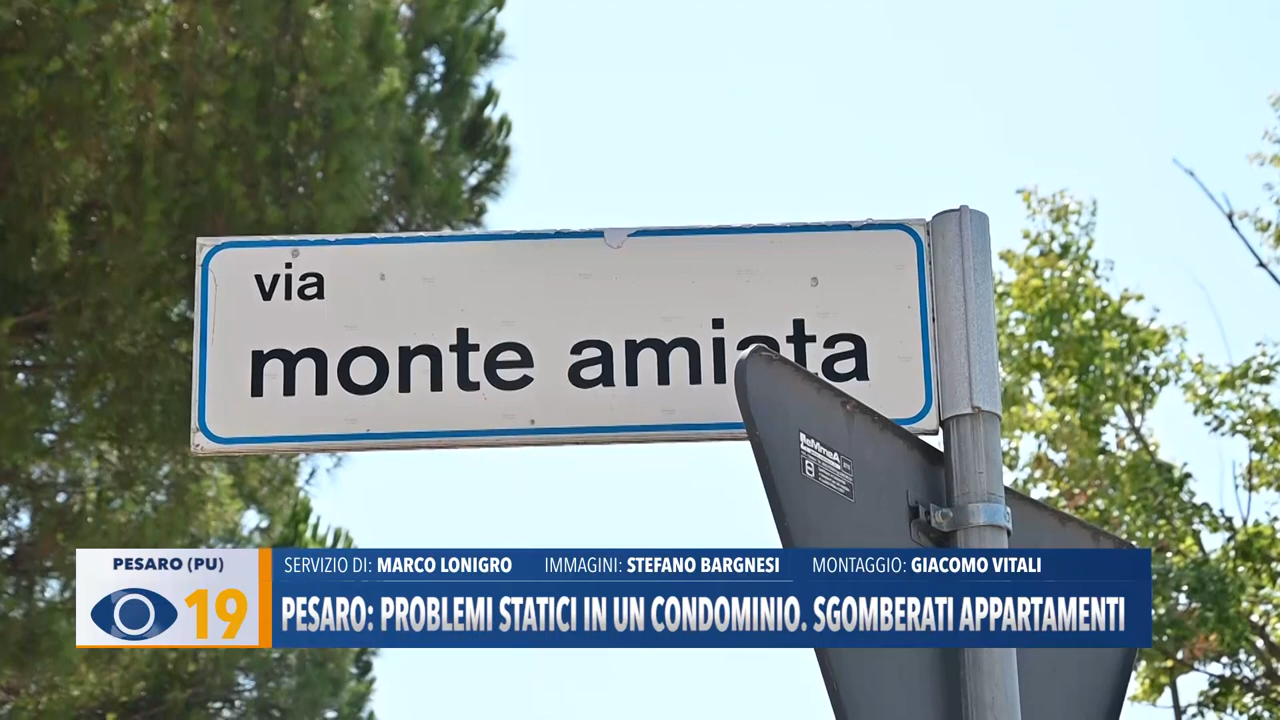 via
monte amiata
PESARO (PU)
19
SERVIZIO DI: MARCO LONIGRO IMMAGINI: STEFANO BARGNESI MONTAGGIO: GIACOMO VITALI
PESARO: PROBLEMI STATICI IN UN CONDOMINIO. SGOMBERATI APPARTAMENTI